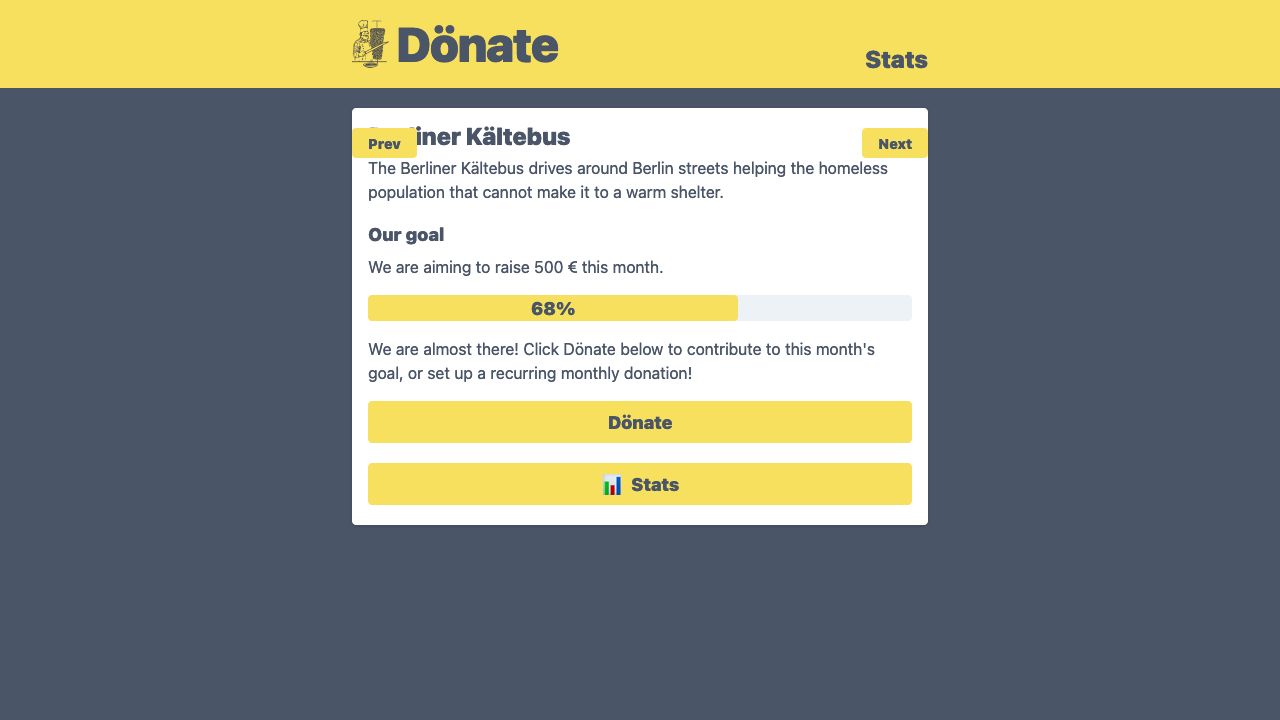 Dönate
Stats
Prev
iner Kältebus
Next
The Berliner Kältebus drives around Berlin streets helping the homeless
population that cannot make it to a warm shelter.
Our goal
We are aiming to raise 500 € this month.
68%
We are almost there! Click Dönate below to contribute to this month's
goal, or set up a recurring monthly donation!
Dönate
Stats